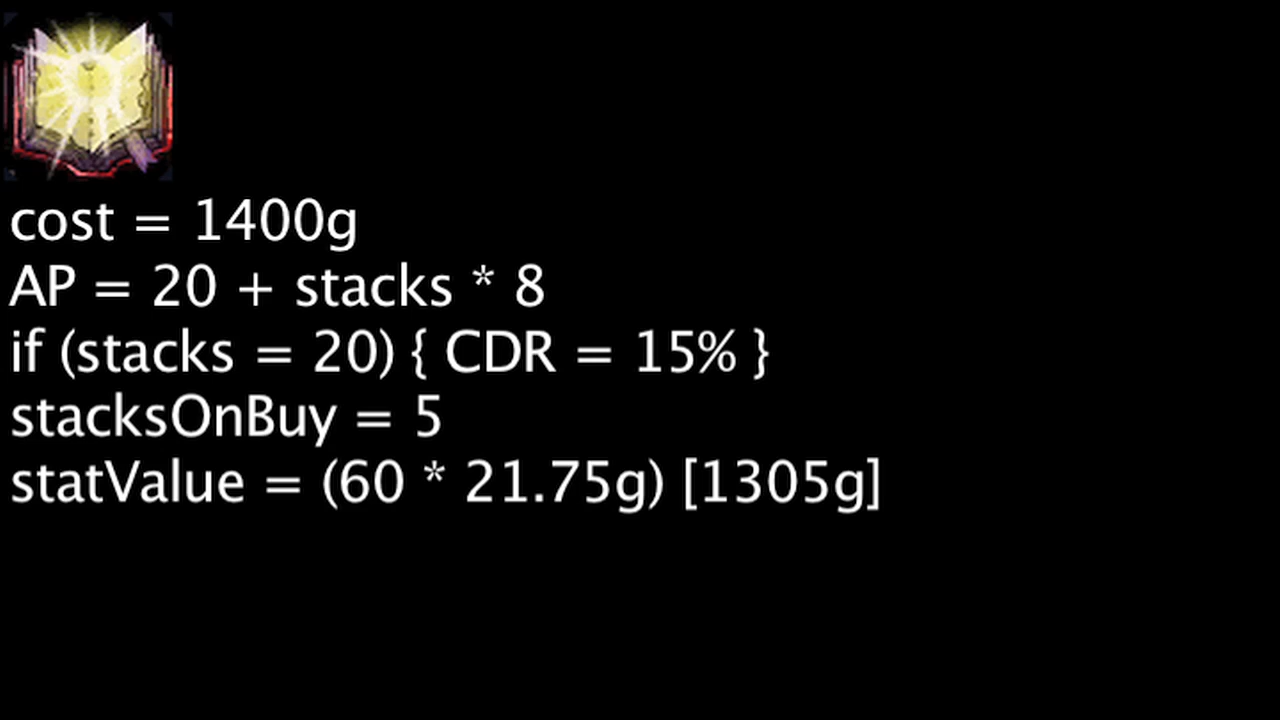 cost = 1400g
AP = 20 + stacks * 8
if (stacks = 20) { CDR = 15% }
stacksOnBuy = 5
statValue = (60 * 21.75g) [1305g]